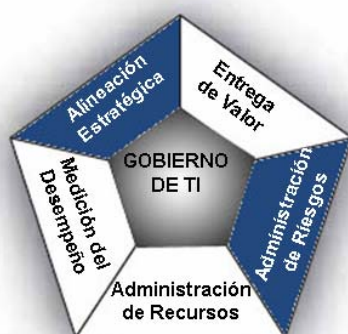 Alineación
Estratégica
Entrega
de Valor
GOBIERNO
DE TI
Medición del
Desempeño
Administración
de Riesgos
Administración
de Recursos